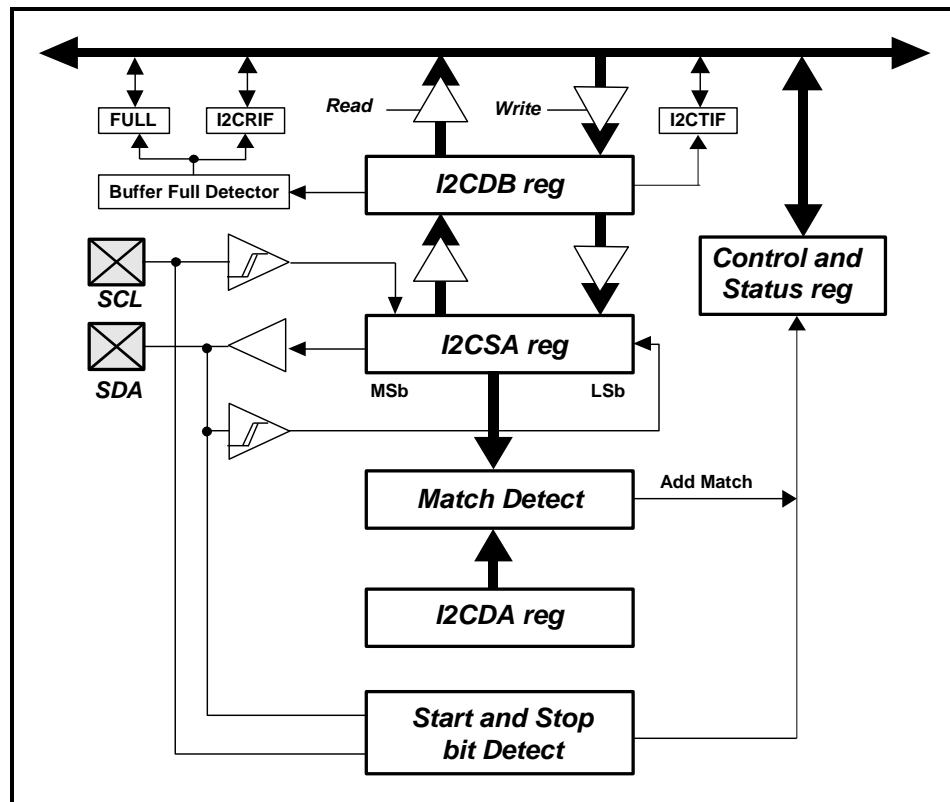 Read
Write
FULL
I2CRIF
I2CTIF
I2CDB reg
Buffer Full Detector
Control and
Status reg
SCL
I2CSA reg
SDA
MSb
LSb
Match Detect
Add Match
I2CDA reg
Start and Stop
bit Detect